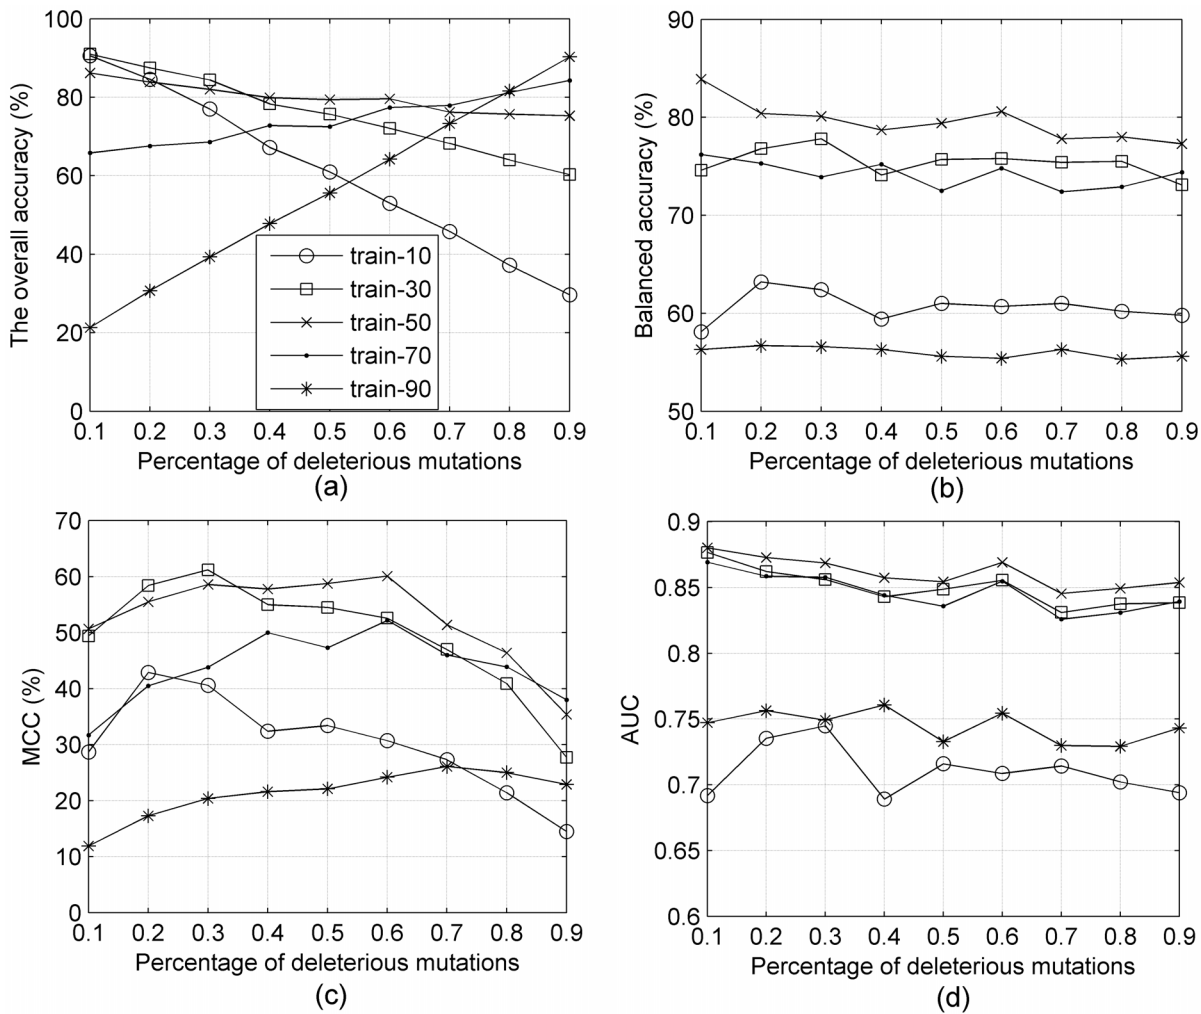 The overall accuracy (%)
100
80
60
40
20
0
train-10
train-30
train-50
train-70
train-90
0.1 0.2 0.3 0.4 0.5 0.6 0.7 0.8 0.9
Percentage of deleterious mutations
(a)
Balanced accuracy (%)
90
80
70
60
50
0.1 0.2 0.3 0.4 0.5 0.6 0.7 0.8 0.9
Percentage of deleterious mutations
(b)
MCC (%)
70
60
50
40
30
20
10
0
0.1 0.2 0.3 0.4 0.5 0.6 0.7 0.8 0.9
Percentage of deleterious mutations
(c)
AUC
0.9
0.85
0.8
0.75
0.7
0.65
0.6
0.1 0.2 0.3 0.4 0.5 0.6 0.7 0.8 0.9
Percentage of deleterious mutations
(d)